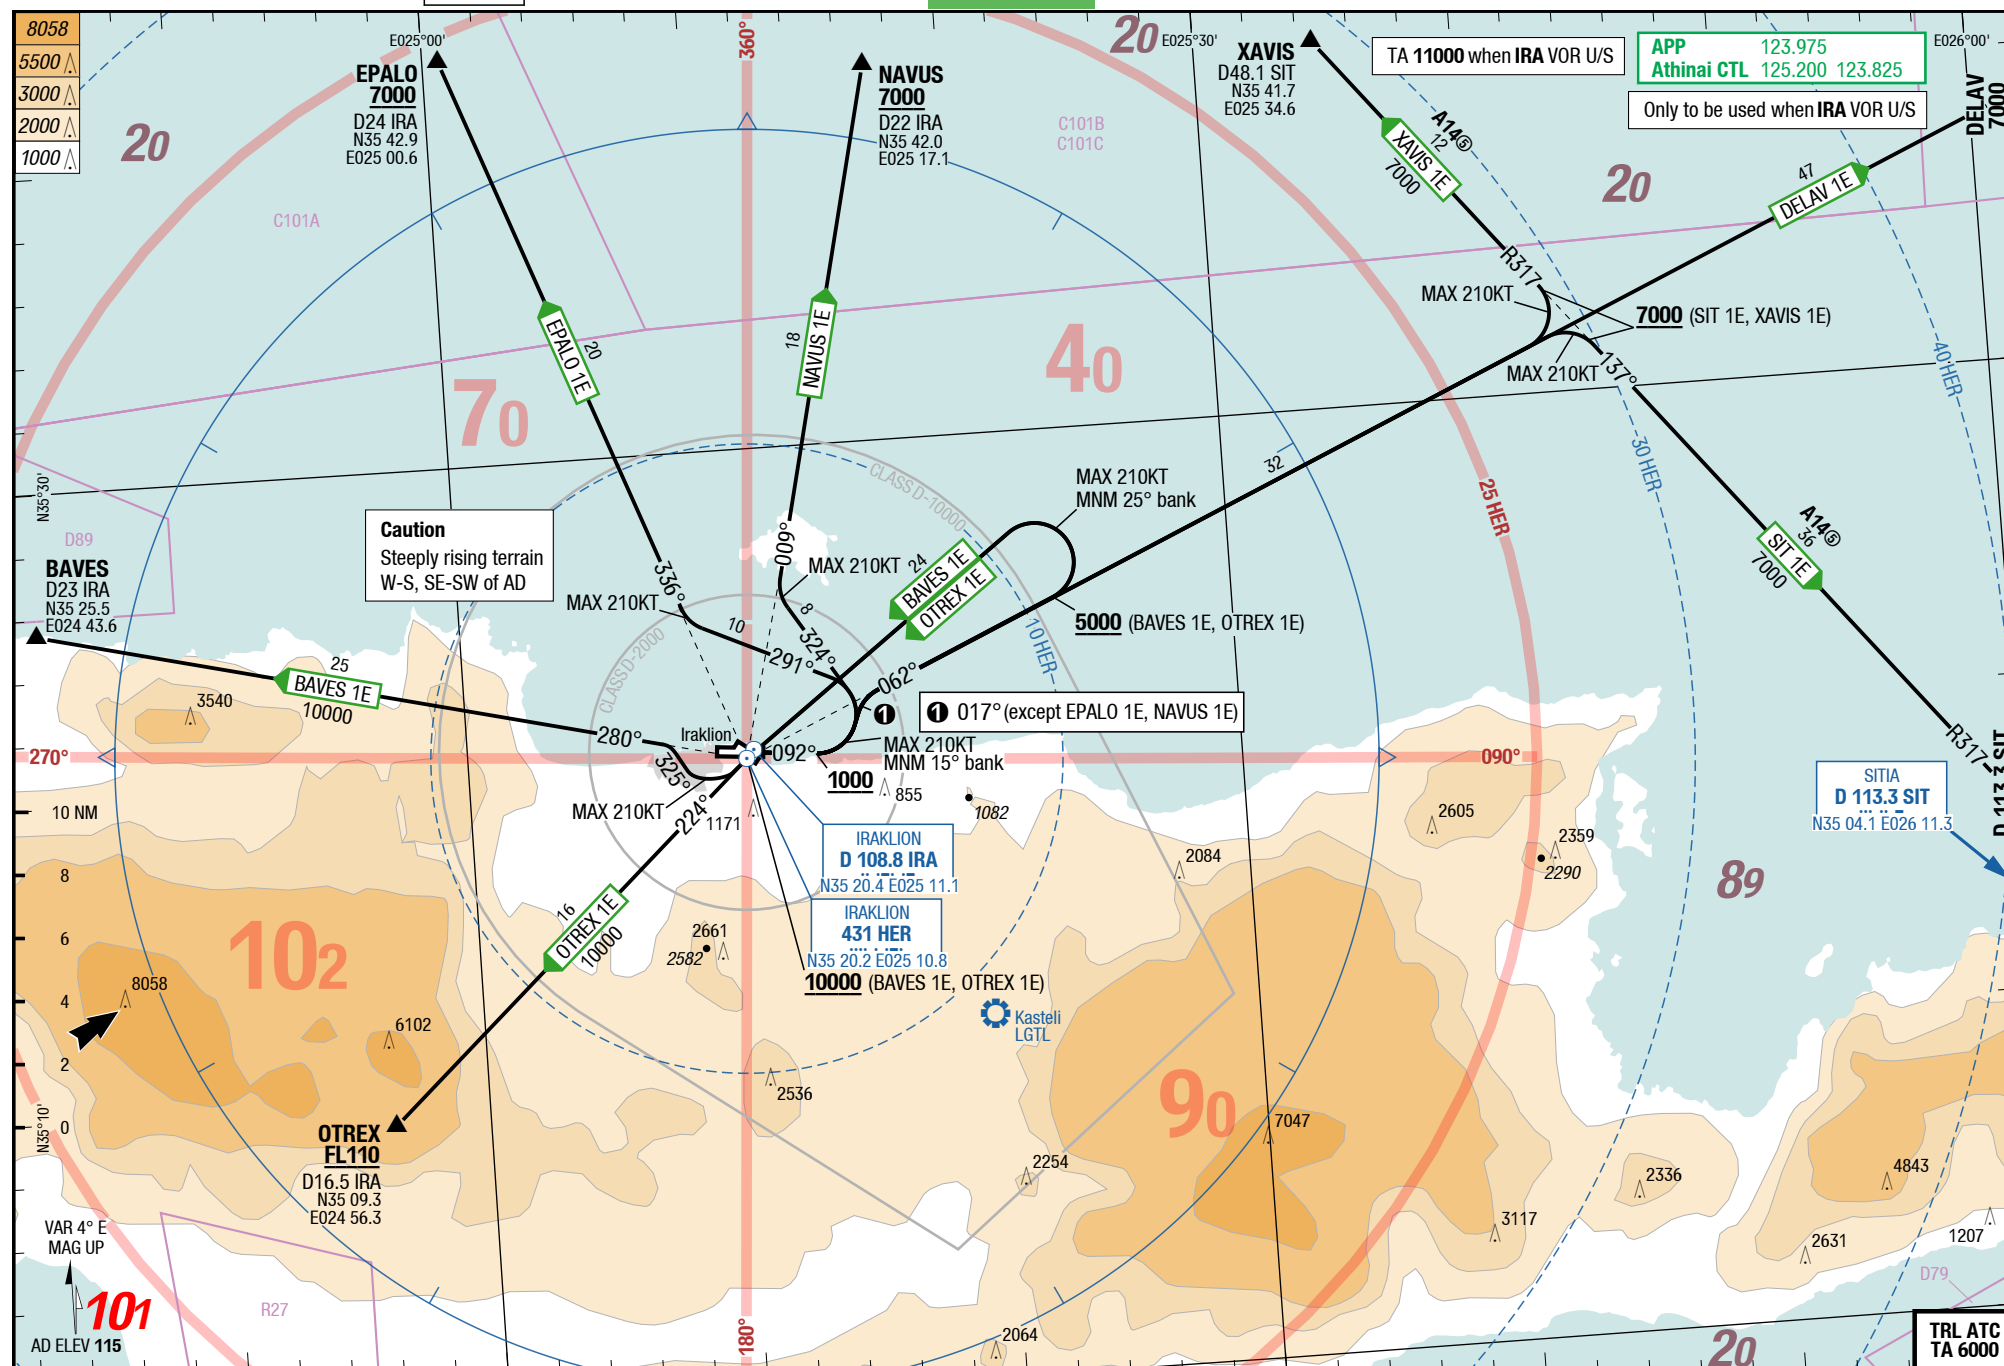 8058
5500
3000
2000
1000
20
E025°00'
EPALO
7000
D24 IRA
N35 42.9
E025 00.6
360°
NAVUS
7000
D22 IRA
N35 42.0
E025 17.1
C101B
C101C
20
E025°30'
XAVIS
D48.1 SIT
N35 41.7
E025 34.6
TA 11000 when IRA VOR U/S
APP 123.975
Athinai CTL 125.200 123.825
Only to be used when IRA VOR U/S
E026°00'
DELAV
7000
A14⑤
12
XAVIS 1E
7000
20
47
DELAV 1E
C101A
R317
MAX 210KT
7000 (SIT 1E, XAVIS 1E)
MAX 210KT
137°
40 HER
EPALO 1E
20
18
NAVUS 1E
40
70
CLASS D-10000
MAX 210KT
MNM 25° bank
32
25 HER
30 HER
A14⑤
36
SIT 1E
7000
N35°30'
D89
Caution
Steeply rising terrain
W-S, SE-SW of AD
BAVES
D23 IRA
N35 25.5
E024 43.6
336°
009°
MAX 210KT
MAX 210KT
24
BAVES 1E
OTREX 1E
8
10
324°
291°
5000 (BAVES 1E, OTREX 1E)
10 HER
CLASS D-2000
062°
25
BAVES 1E
10000
3540
280°
Iraklion
❶
❶ 017° (except EPALO 1E, NAVUS 1E)
270°
092°
MAX 210KT
MNM 15° bank
1000
855
1082
090°
R317
D 113.3 SIT
325°
MAX 210KT
224°
1171
10 NM
IRAKLION
D 108.8 IRA
N35 20.4 E025 11.1
2605
2359
2290
SITIA
D 113.3 SIT
N35 04.1 E026 11.3
2084
89
8
16
OTREX 1E
10000
IRAKLION
431 HER
N35 20.2 E025 10.8
2661
2582
10000 (BAVES 1E, OTREX 1E)
6
102
8058
4
6102
Kasteli
LGTL
2
2536
90
7047
N35°10'
0
OTREX
FL110
D16.5 IRA
N35 09.3
E024 56.3
2254
2336
4843
3117
2631
1207
VAR 4° E
MAG UP
101
AD ELEV 115
R27
180°
2064
D79
20
TRL ATC
TA 6000